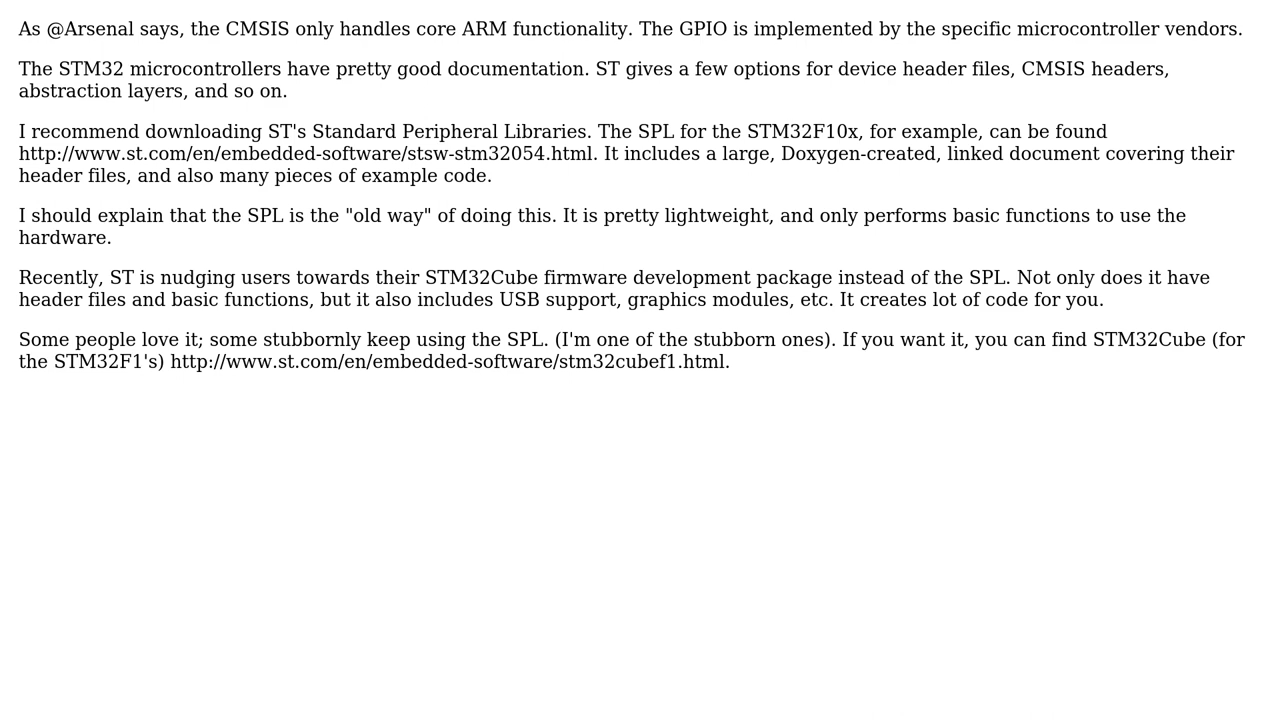 As @Arsenal says, the CMSIS only handles core ARM functionality. The GPIO is implemented by the specific microcontroller vendors.
The STM32 microcontrollers have pretty good documentation. ST gives a few options for device header files, CMSIS headers,
abstraction layers, and so on.
I recommend downloading ST's Standard Peripheral Libraries. The SPL for the STM32F10x, for example, can be found
http://www.st.com/en/embedded-software/stsw-stm32054.html. It includes a large, Doxygen-created, linked document covering their
header files, and also many pieces of example code.
I should explain that the SPL is the "old way" of doing this. It is pretty lightweight, and only performs basic functions to use the
hardware.
Recently, ST is nudging users towards their STM32Cube firmware development package instead of the SPL. Not only does it have
header files and basic functions, but it also includes USB support, graphics modules, etc. It creates lot of code for you.
Some people love it; some stubbornly keep using the SPL. (I'm one of the stubborn ones). If you want it, you can find STM32Cube (for
the STM32F1's) http://www.st.com/en/embedded-software/stm32cubef1.html.